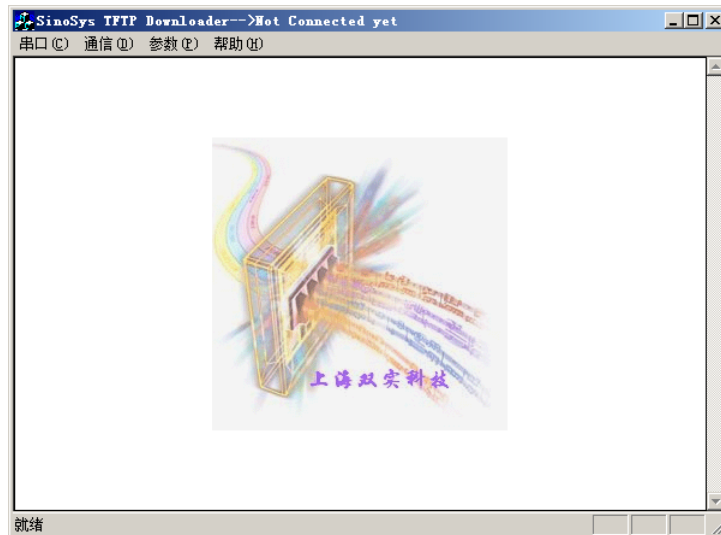 SinoSys TFTP Downloader-->Not Connected yet
串口(C) 通信(D) 参数(P) 帮助(H)
上海双实科技
就绪